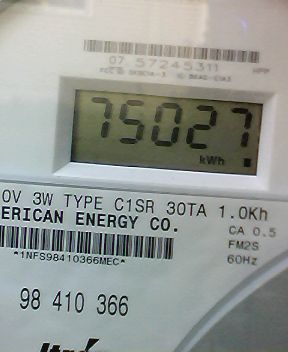 07 57245311
HPP
75027
kWh
0V 3W TYPE C1SR 30TA 1.0Kh
ERICAN ENERGY CO.
CA 0.5
FM2S
60Hz
*1NFS98410366MEC*
98 410 366